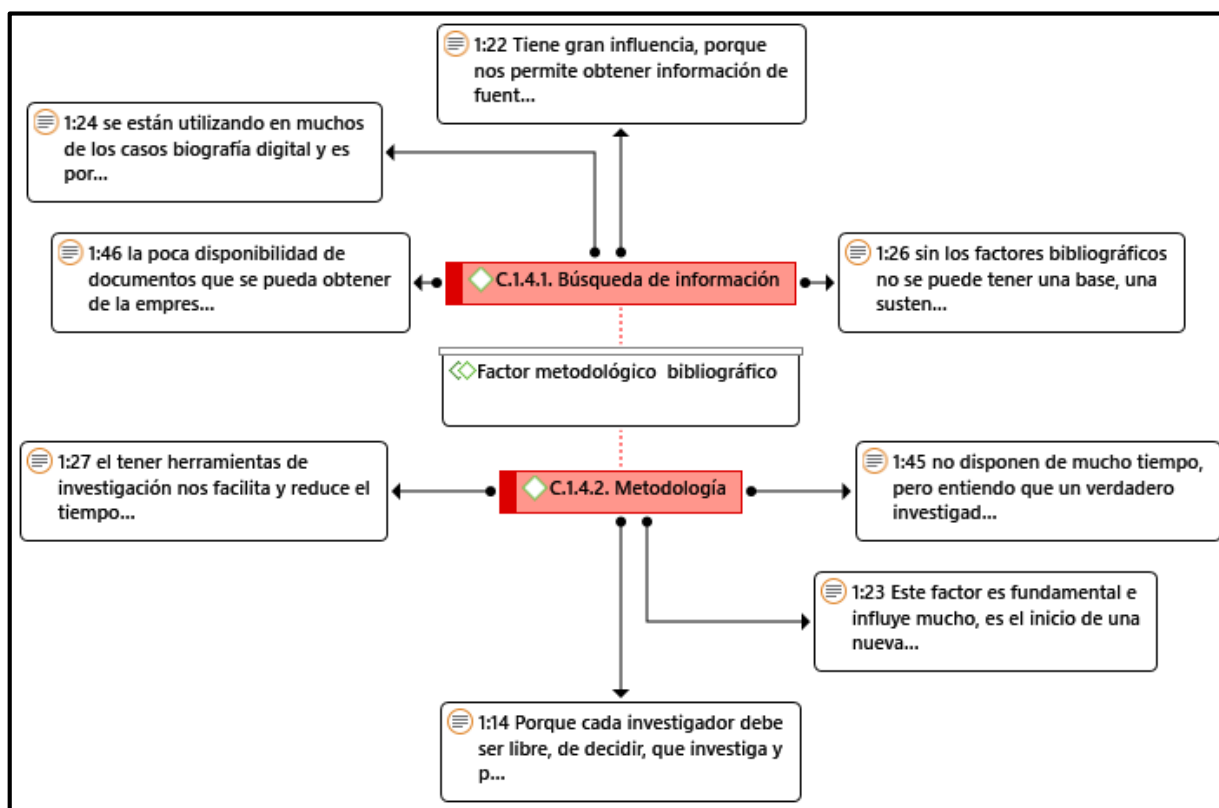 1:22 Tiene gran influencia, porque
nos permite obtener información de
fuent...
1:24 se están utilizando en muchos
de los casos biografía digital y es
por...
1:46 la poca disponibilidad de
documentos que se pueda obtener
de la empres...
C.1.4.1. Búsqueda de información
1:26 sin los factores bibliográficos
no se puede tener una base, una
susten...
Factor metodológico bibliográfico
1:27 el tener herramientas de
investigación nos facilita y reduce el
tiempo...
C.1.4.2. Metodología
1:45 no disponen de mucho tiempo,
pero entiendo que un verdadero
investigad...
1:23 Este factor es fundamental e
influye mucho, es el inicio de una
nueva...
1:14 Porque cada investigador debe
ser libre, de decidir, que investiga y
p...